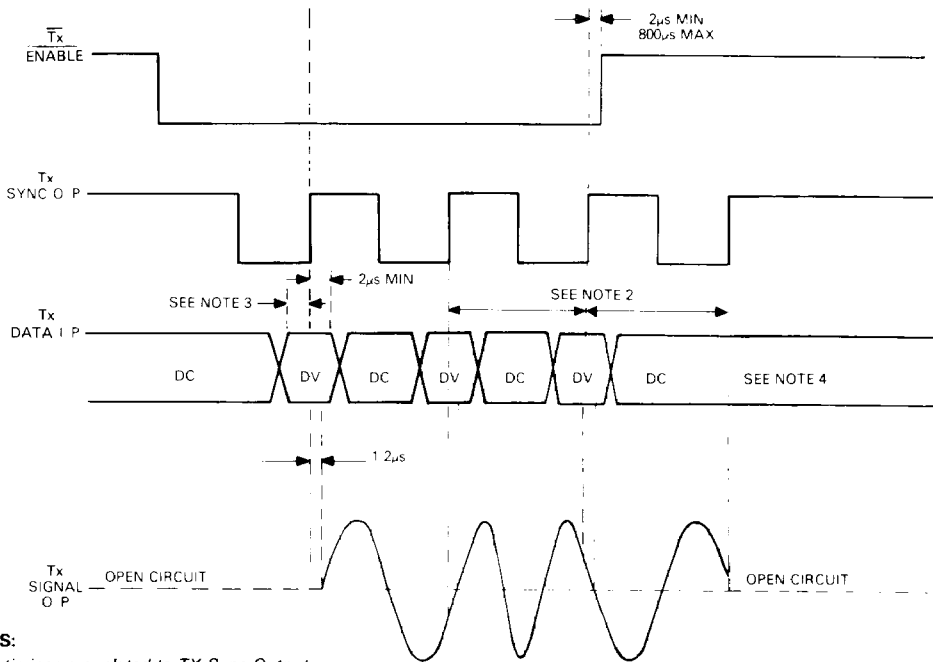 2µs MIN
800µs MAX
Tx
ENABLE
Tx
SYNC O P
2µs MIN
SEE NOTE 3
SEE NOTE 2
Tx
DATA I P
DC
DV
DC
DV
DC
DV
DC
SEE NOTE 4
1 2µs
Tx
SIGNAL
O P
OPEN CIRCUIT
OPEN CIRCUIT
S: